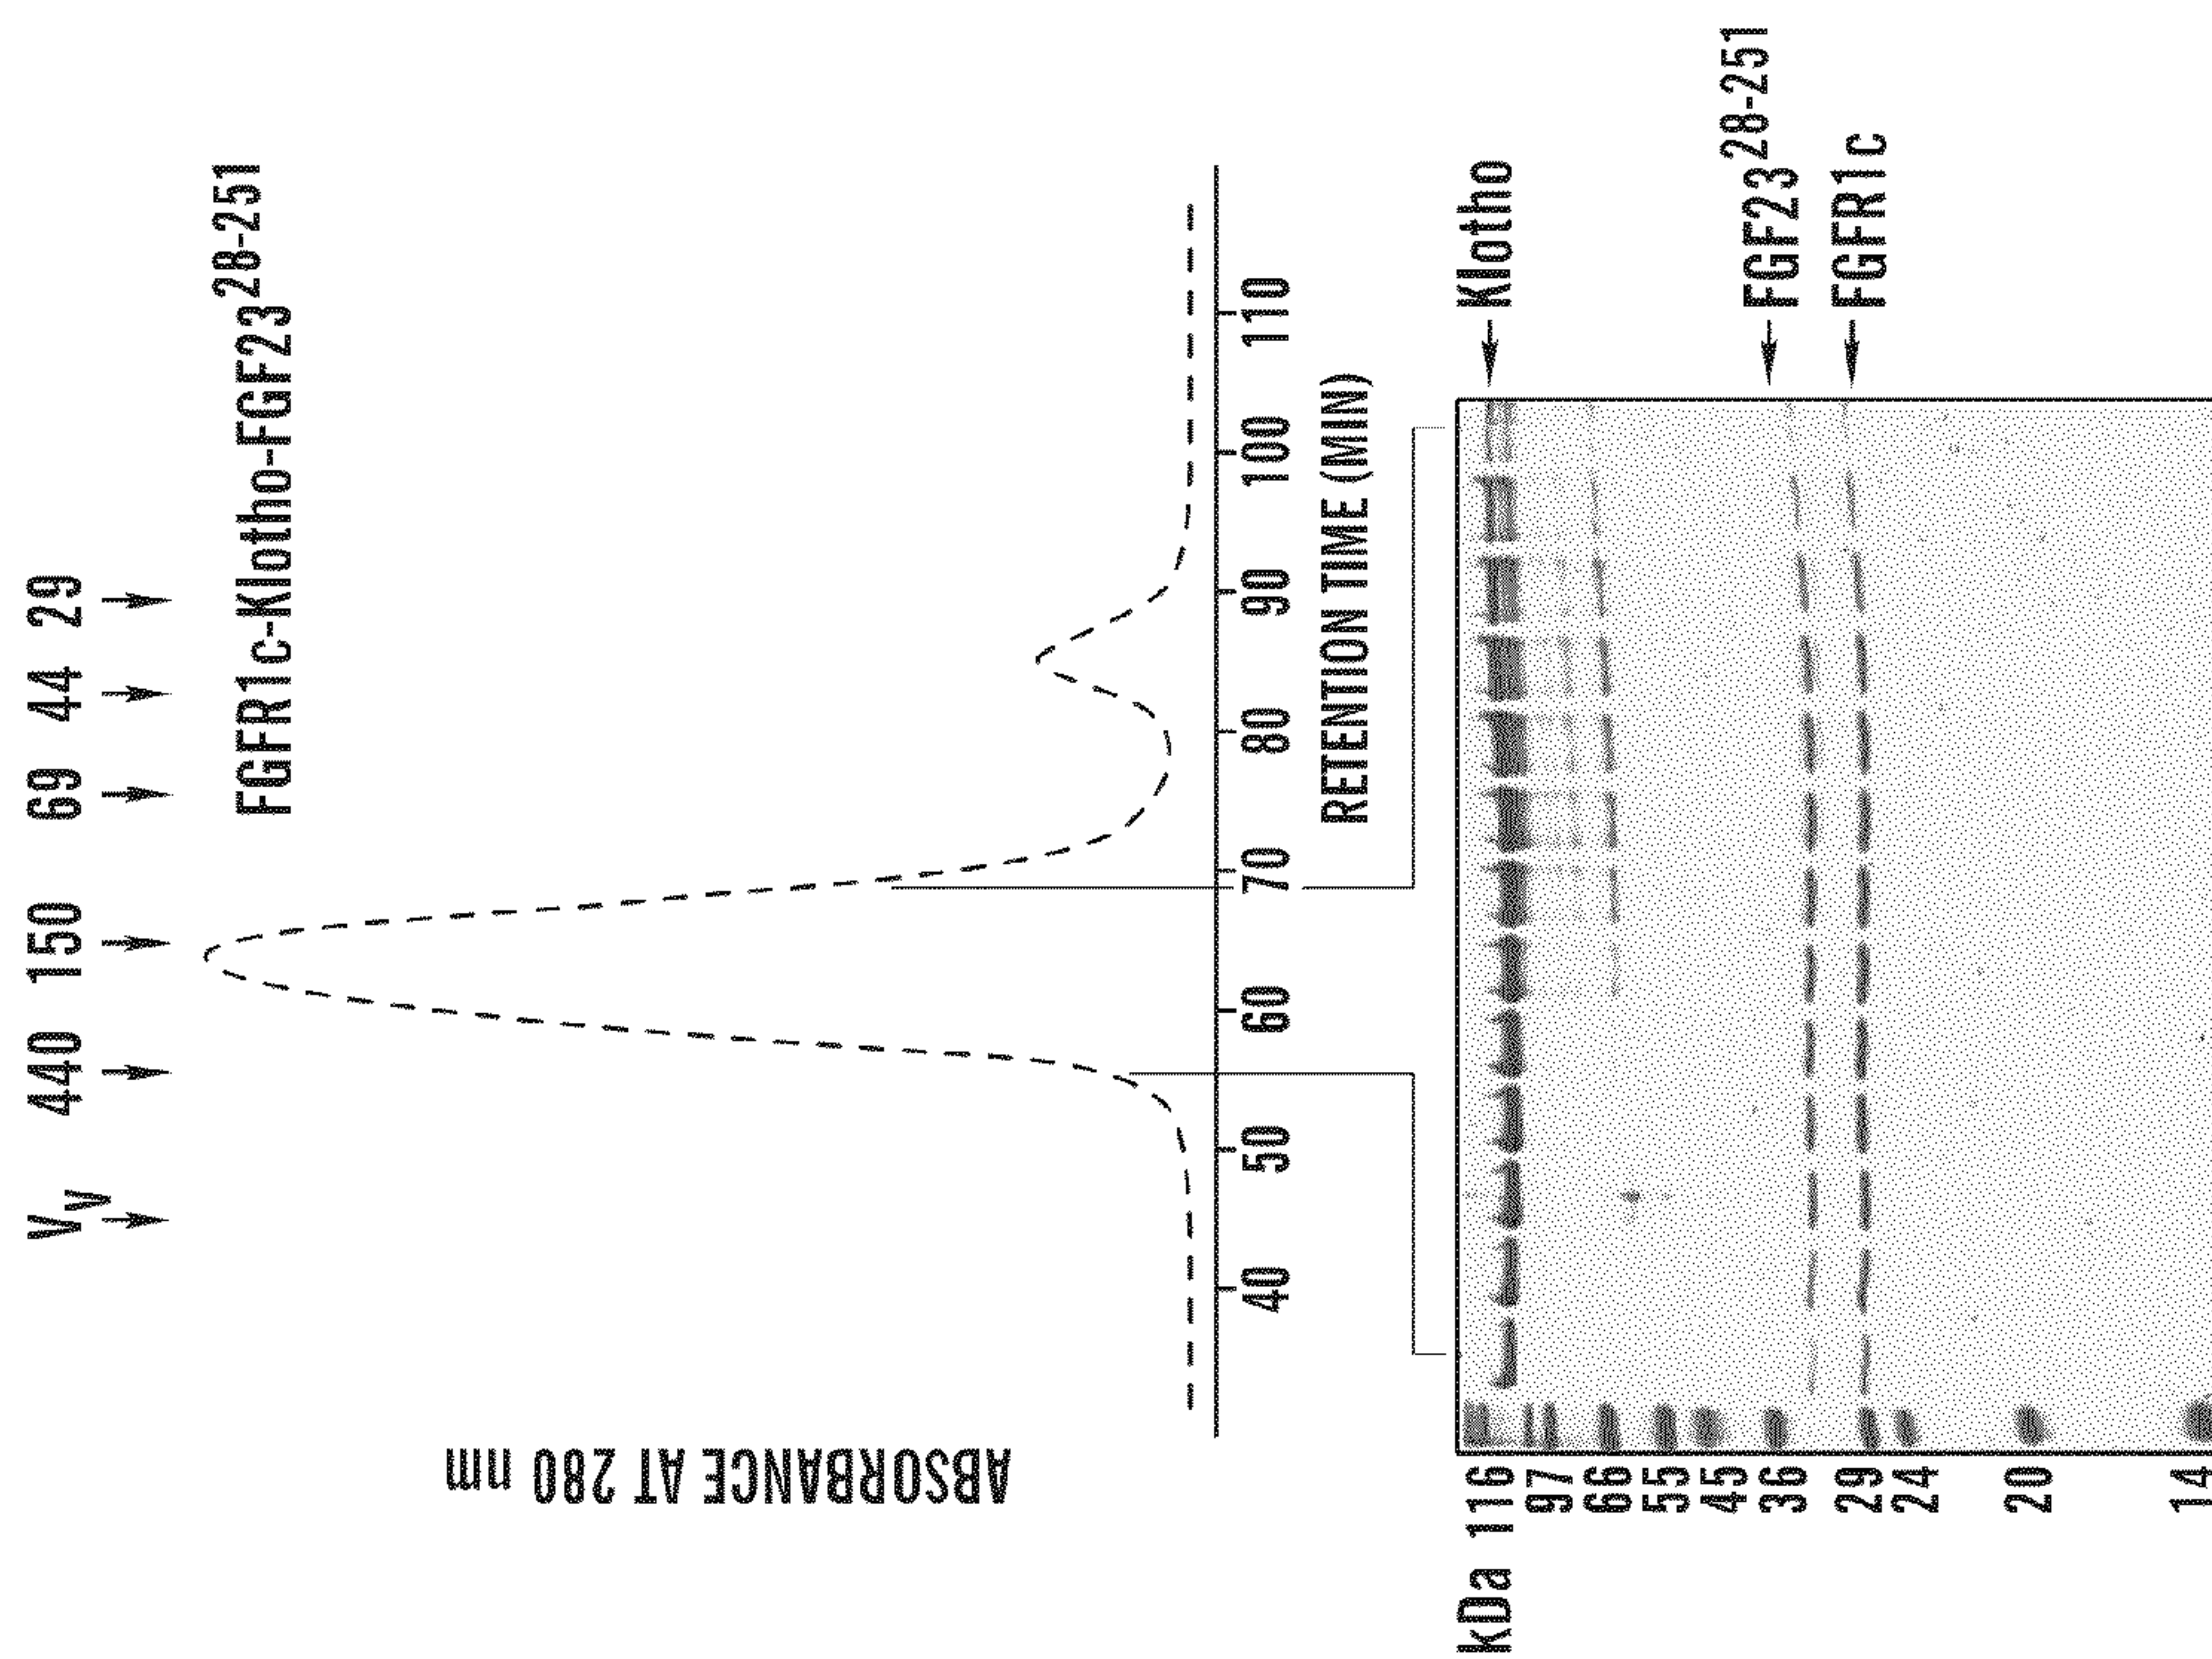 Vv 440 150 69 44 29
FGFR1c-Klotho-FGF23 28-251
ABSORBANCE AT 280 nm
40 50 60 70 80 90 100 110
RETENTION TIME (MIN)
kDa
116
97
66
55
45
36
29
24
20
14
Klotho
FGF23 28-251
FGFR1c